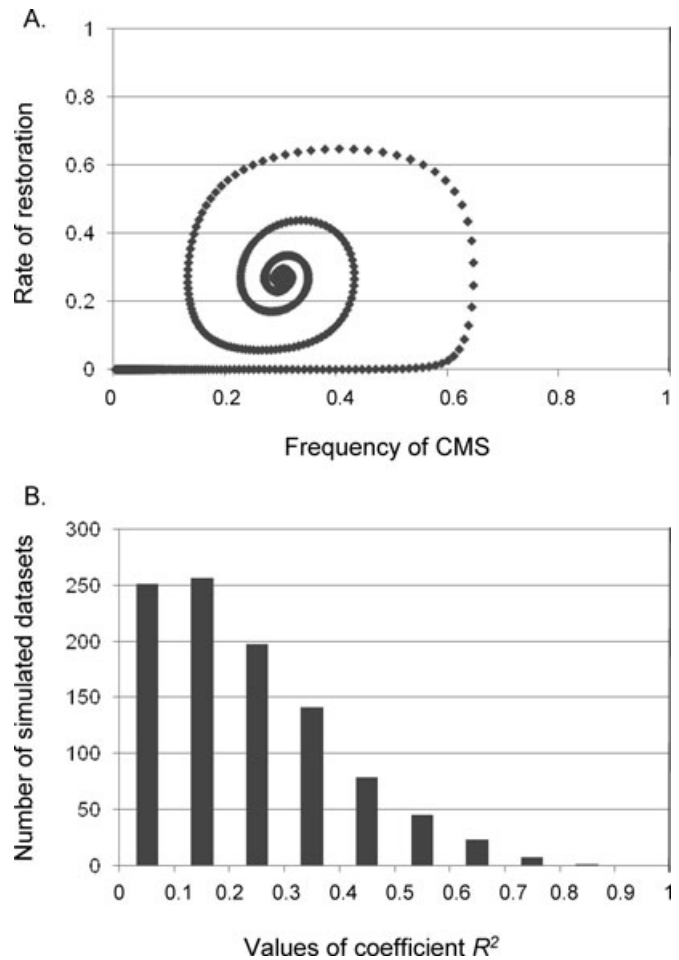 A.
1
0.8
0.6
0.4
0.2
0
0 0.2 0.4 0.6 0.8 1
Rate of restoration
Frequency of CMS
B.
300
250
200
150
100
50
0
0 0.1 0.2 0.3 0.4 0.5 0.6 0.7 0.8 0.9 1
Number of simulated datasets
Values of coefficient R²